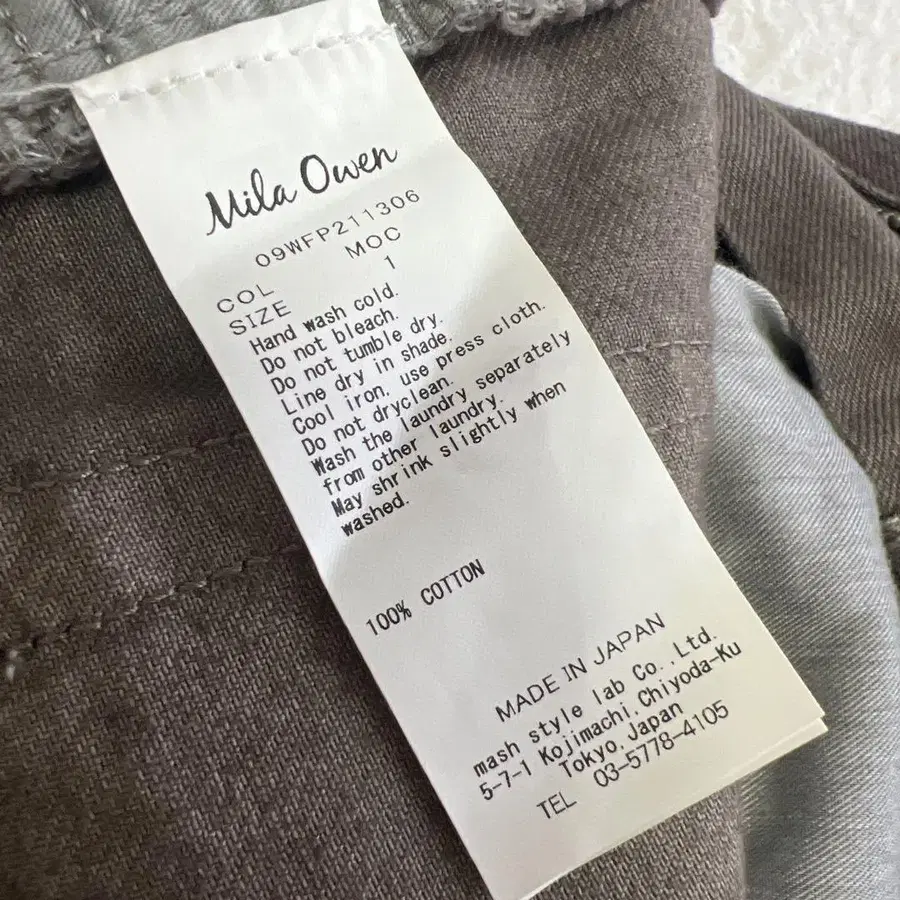 Mila Owen
09WFP211306
COL MOC
SIZE 1
Hand wash cold.
Do not bleach.
Do not tumble dry.
Line dry in shade.
Cool iron, use press cloth.
Do not dryclean.
Wash the laundry separately
from other laundry.
May shrink slightly when
washed.
100% COTTON
MADE IN JAPAN
mash style lab Co.,Ltd.
5-7-1 Kojimachi,Chiyoda-Ku
Tokyo,Japan
TEL 03-5778-4105